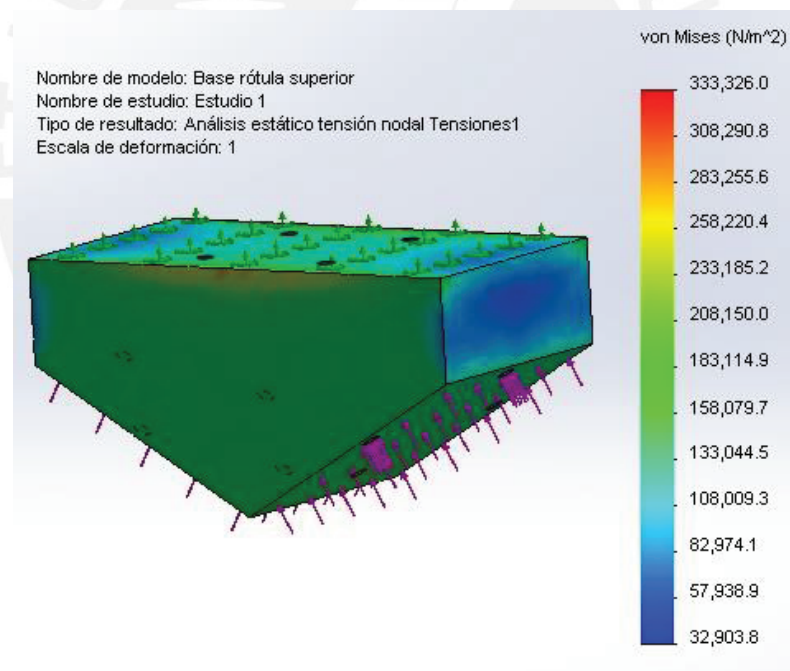 von Mises (N/m^2)
Nombre de modelo: Base rótula superior
Nombre de estudio: Estudio 1
Tipo de resultado: Análisis estático tensión nodal Tensiones1
Escala de deformación: 1
333,326.0
308,290.8
283,255.6
258,220.4
233,185.2
208,150.0
183,114.9
158,079.7
133,044.5
108,009.3
82,974.1
57,938.9
32,903.8